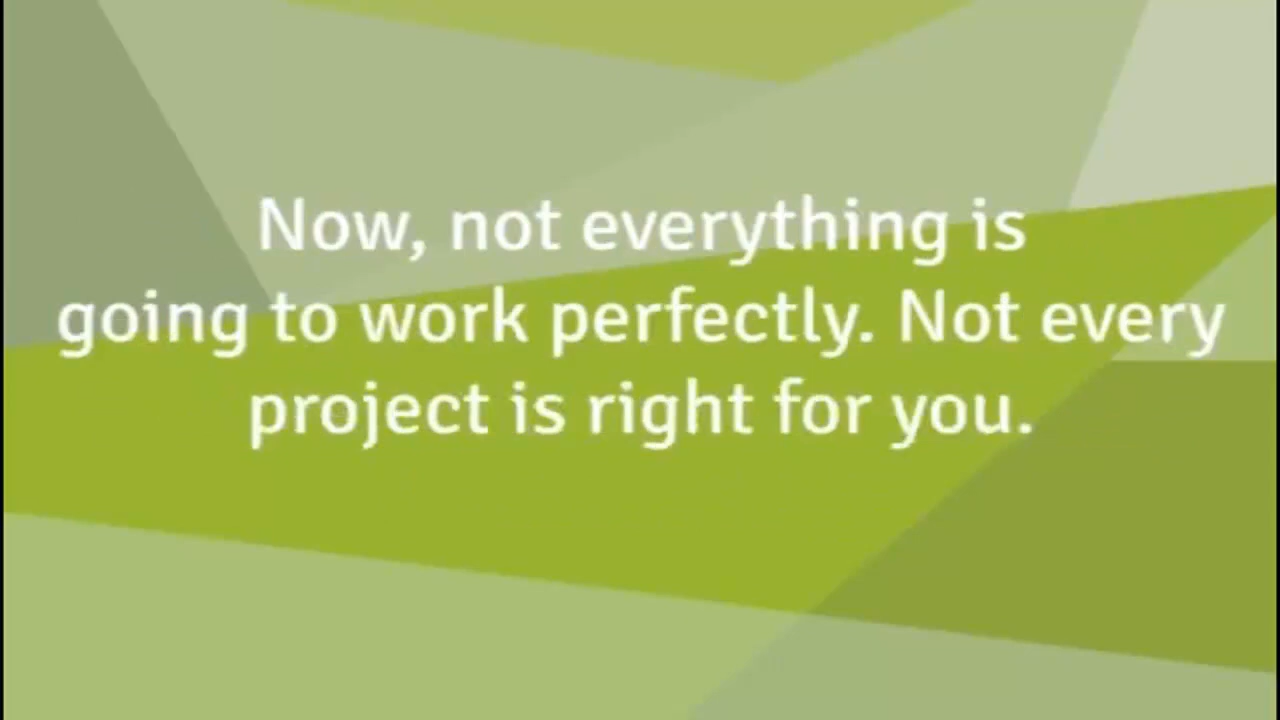 Now, not everything is
going to work perfectly. Not every
project is right for you.